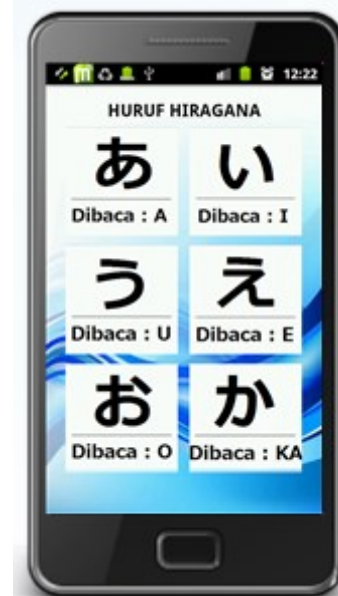 12:22
HURUF HIRAGANA
あ い
Dibaca : A Dibaca : I
う え
Dibaca : U Dibaca : E
お か
Dibaca : O Dibaca : KA